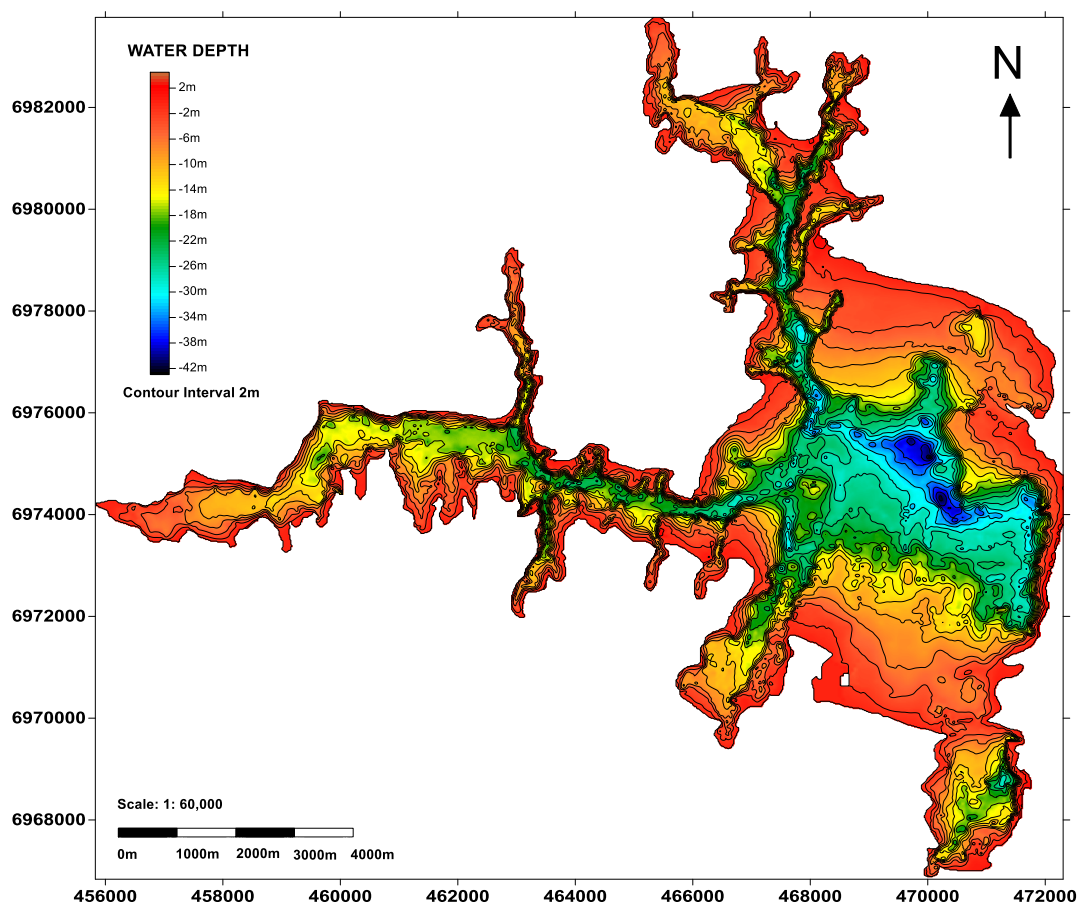 WATER DEPTH
2m
-2m
-6m
-10m
-14m
-18m
-22m
-26m
-30m
-34m
-38m
-42m
Contour Interval 2m
N
6982000
6980000
6978000
6976000
6974000
6972000
6970000
6968000
Scale: 1: 60,000
0m 1000m 2000m 3000m 4000m
456000 458000 460000 462000 464000 466000 468000 470000 472000